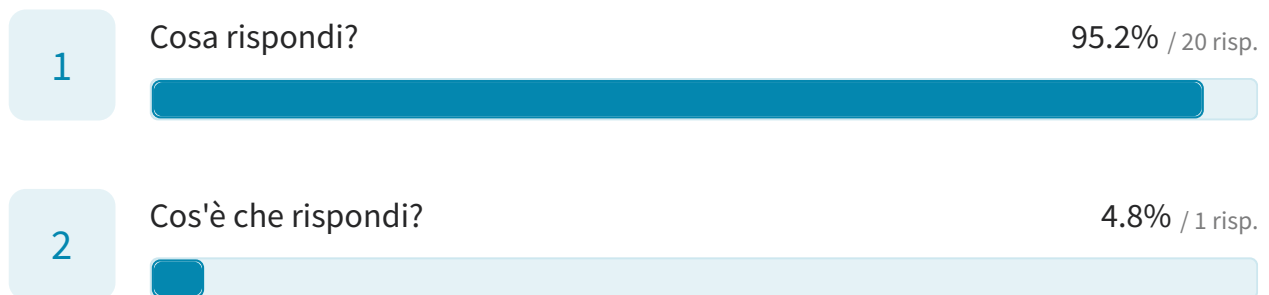 1
Cosa rispondi?
95.2% / 20 risp.
2
Cos'è che rispondi?
4.8% / 1 risp.